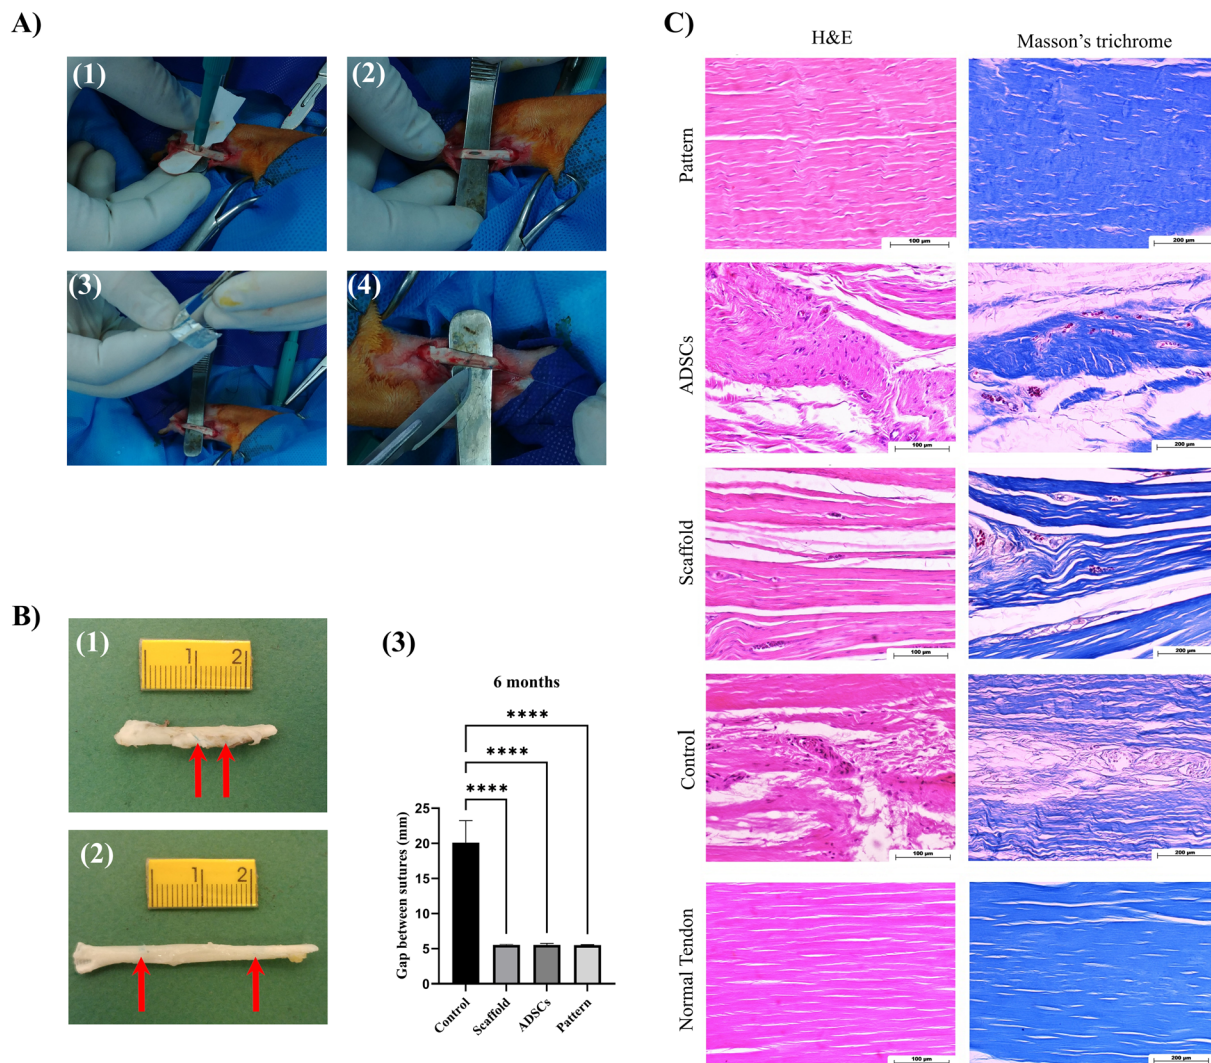 A)
(1)
(2)
(3)
(4)
B)
(1)
1 2
(2)
1 2
(3)
6 months
****
****
****
Gap between sutures (mm)
25
20
15
10
5
0
Control
Scaffold
ADSCs
Pattern
C)
H&E
Masson's trichrome
Pattern
100 µm
200 µm
ADSCs
100 µm
200 µm
Scaffold
100 µm
200 µm
Control
100 µm
200 µm
Normal Tendon
100 µm
200 µm